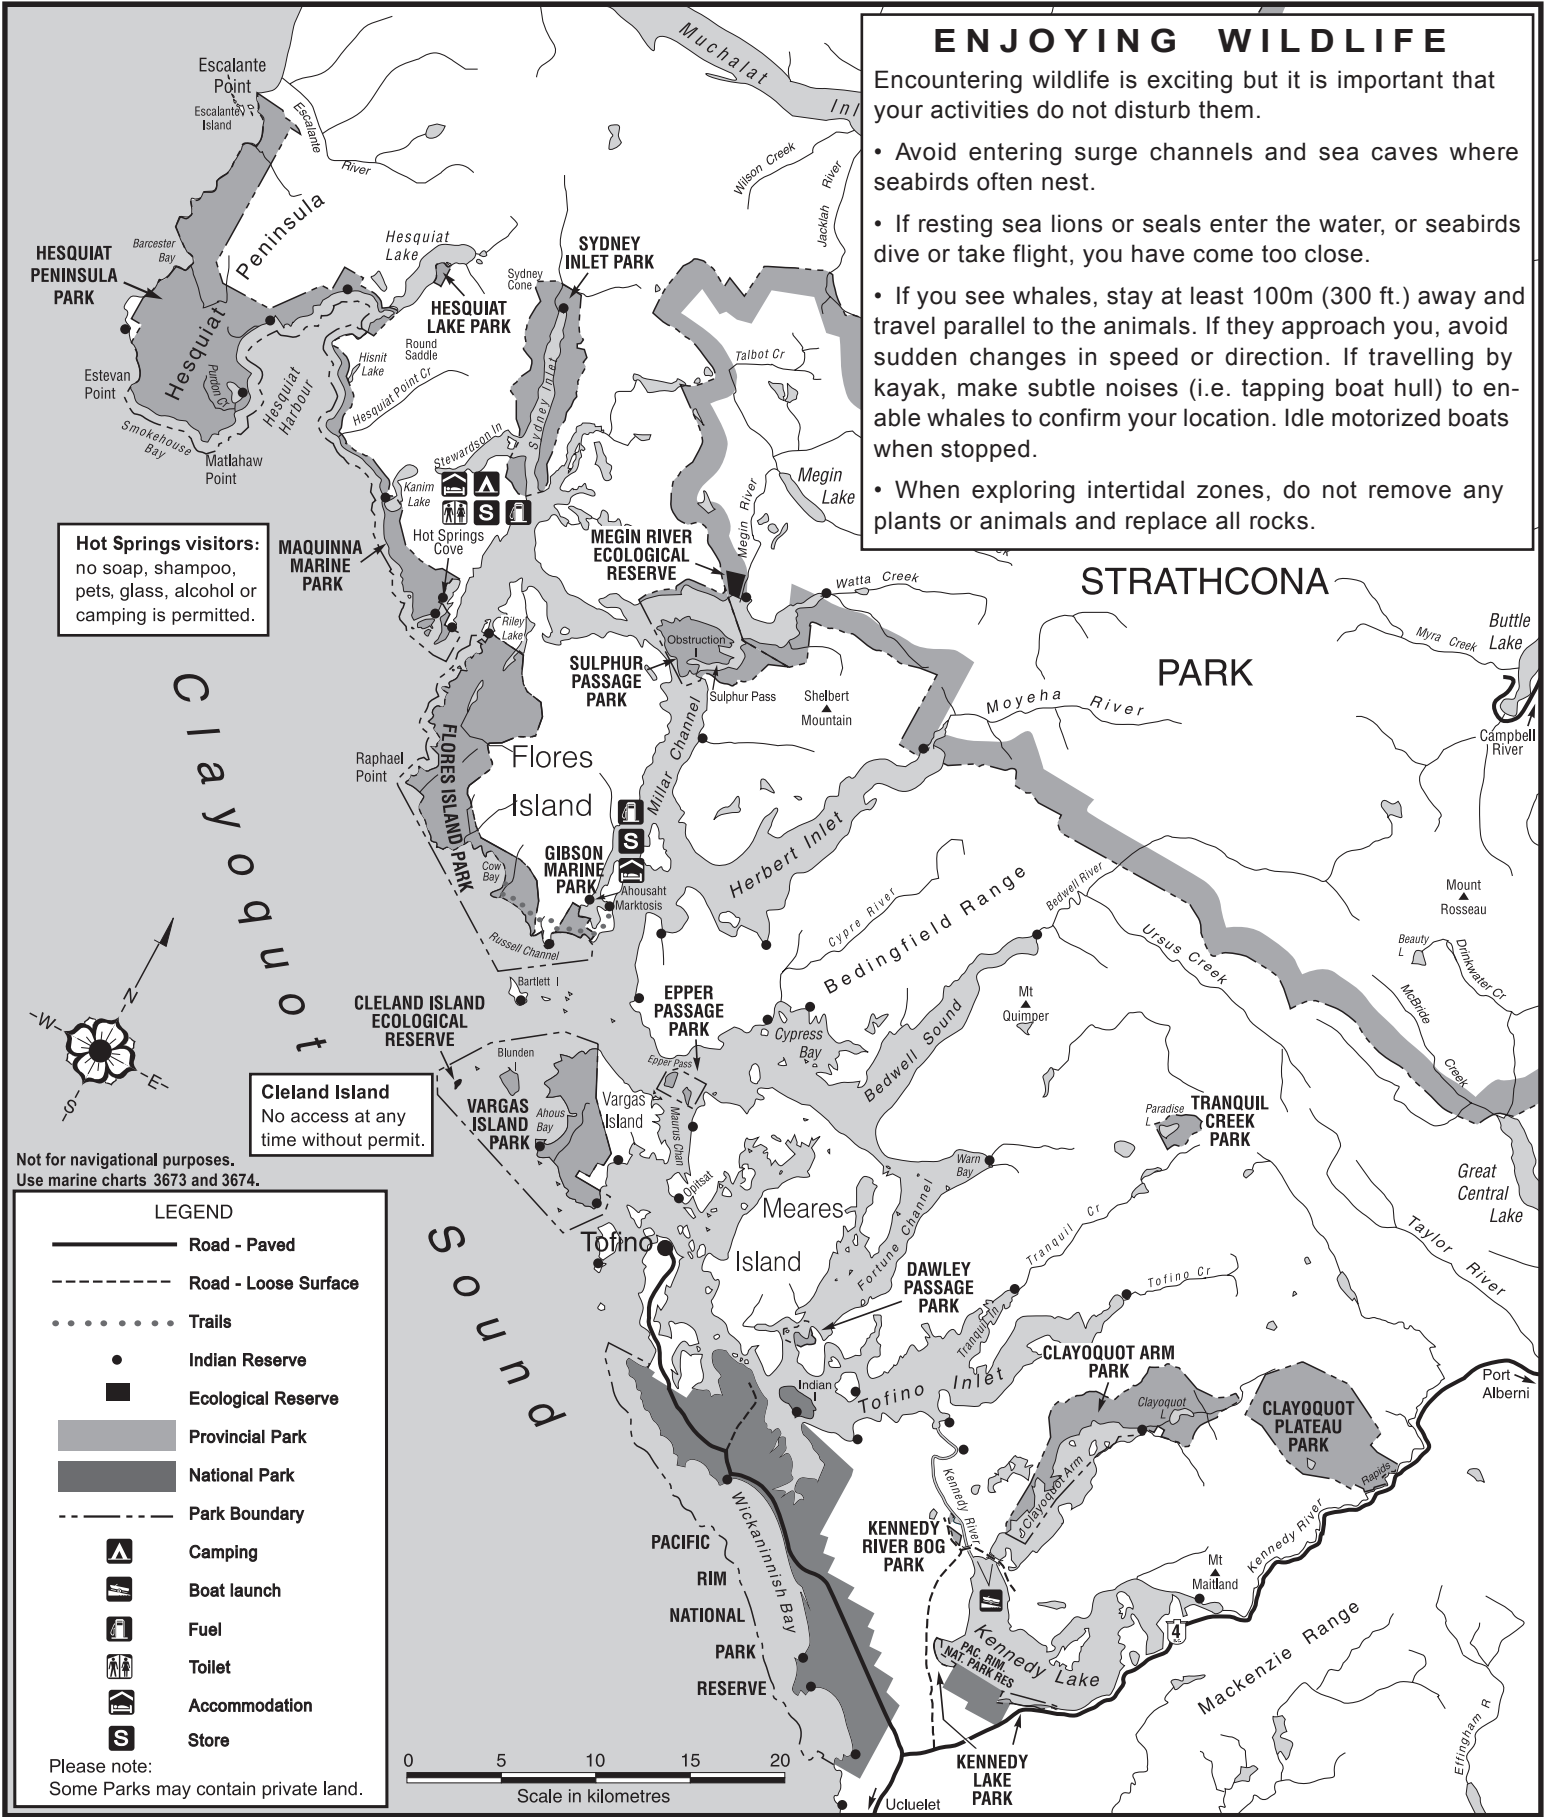 ENJOYING WILDLIFE
Encountering wildlife is exciting but it is important that
your activities do not disturb them.
• Avoid entering surge channels and sea caves where
seabirds often nest.
• If resting sea lions or seals enter the water, or seabirds
dive or take flight, you have come too close.
• If you see whales, stay at least 100m (300 ft.) away and
travel parallel to the animals. If they approach you, avoid
sudden changes in speed or direction. If travelling by
kayak, make subtle noises (i.e. tapping boat hull) to en-
able whales to confirm your location. Idle motorized boats
when stopped.
• When exploring intertidal zones, do not remove any
plants or animals and replace all rocks.
Muchalat
Inl
Escalante
Point
Escalante
Island
Escalante
River
Wilson Creek
Jacklah River
HESQUIAT
PENINSULA
PARK
Barcester
Bay
Peninsula
Hesquiat
Hesquiat
Lake
HESQUIAT
LAKE PARK
Sydney
Cone
SYDNEY
INLET PARK
Round
Saddle
Hisnit
Lake
Hesquiat Point Cr
Talbot Cr
Estevan
Point
Purdon Cr
Hesquiat
Harbour
Smokehouse
Bay
Matlahaw
Point
Stewardson In
Sydney Inlet
Kanim
Lake
S
Hot Springs
Cove
Megin
Lake
Megin River
MEGIN RIVER
ECOLOGICAL
RESERVE
ek
Watta Creek
Hot Springs visitors:
no soap, shampoo,
pets, glass, alcohol or
camping is permitted.
MAQUINNA
MARINE
PARK
STRATHCONA
PARK
Buttle
Lake
Myra Creek
Campbell
River
Riley
Lake
Obstruction
I
SULPHUR
PASSAGE
PARK
Sulphur Pass
Shelbert
Mountain
Moyeha River
Clayoquot
Sound
Raphael
Point
FLORES ISLAND PARK
Flores
Island
Millar Channel
S
Herbert Inlet
GIBSON
MARINE
PARK
Cow
Bay
Ahousaht
Marktosis
Russell Channel
Bartlett I
Cypre River
Bedingfield Range
Bedwell River
Ursus Creek
Mount
Rosseau
Beauty
L
Drinkwater Cr
McBride
Creek
N
W
E
S
CLELAND ISLAND
ECOLOGICAL
RESERVE
EPPER
PASSAGE
PARK
Epper Pass
Cypress
Bay
Mt
Quimper
Bedwell Sound
Blunden
I
Cleland Island
No access at any
time without permit.
VARGAS
ISLAND
PARK
Ahous
Bay
Vargas
Island
Maurus Chan
Opitsat
Paradise
L
TRANQUIL
CREEK
PARK
Warn
Bay
Great
Central
Lake
Meares
Island
Fortune Channel
Tranquil Cr
Taylor
River
Tofino
DAWLEY
PASSAGE
PARK
Tranquil In
Tofino Cr
Tofino Inlet
Indian
I
CLAYOQUOT ARM
PARK
Clayoquot
L
CLAYOQUOT
PLATEAU
PARK
Port
Alberni
Rapids
Clayoquot Arm
Kennedy River
KENNEDY
RIVER BOG
PARK
Kennedy River
Mt
Maitland
Wickaninnish Bay
PACIFIC
RIM
NATIONAL
PARK
RESERVE
Kennedy Lake
PAC. RIM.
NAT. PARK RES
4
Mackenzie Range
Effingham R
KENNEDY
LAKE
PARK
Ucluelet
Not for navigational purposes.
Use marine charts 3673 and 3674.
LEGEND
Road - Paved
Road - Loose Surface
Trails
Indian Reserve
Ecological Reserve
Provincial Park
National Park
Park Boundary
Camping
Boat launch
Fuel
Toilet
Accommodation
S Store
Please note:
Some Parks may contain private land.
0 5 10 15 20
Scale in kilometres